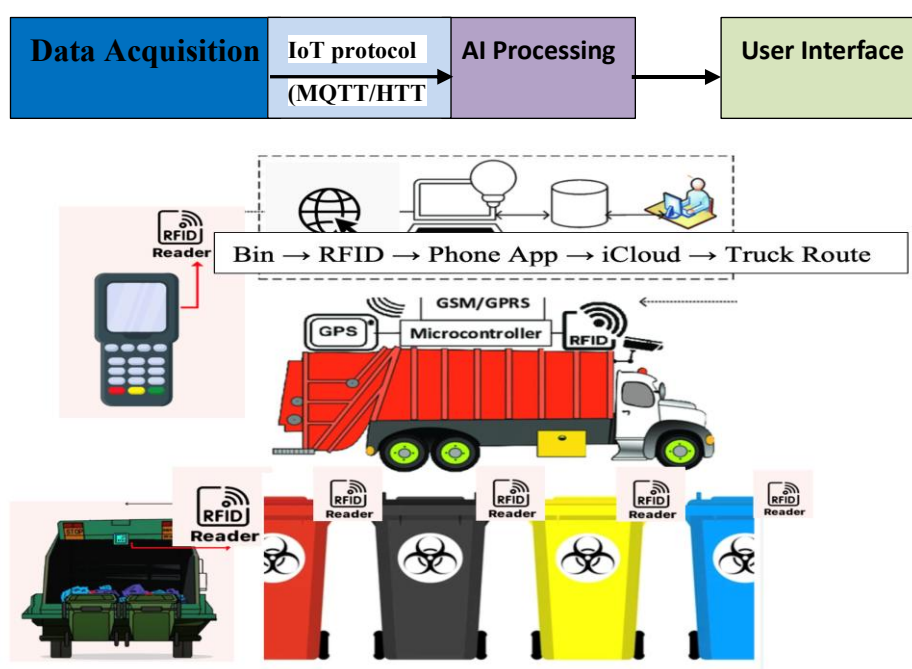 Data Acquisition
IoT protocol
(MQTT/HTT
AI Processing
User Interface
RFID
Reader
Bin → RFID → Phone App → iCloud → Truck Route
GSM/GPRS
GPS
Microcontroller
RFID
RFID
Reader
RFID
Reader
RFID
Reader
RFID
Reader
RFID
Reader